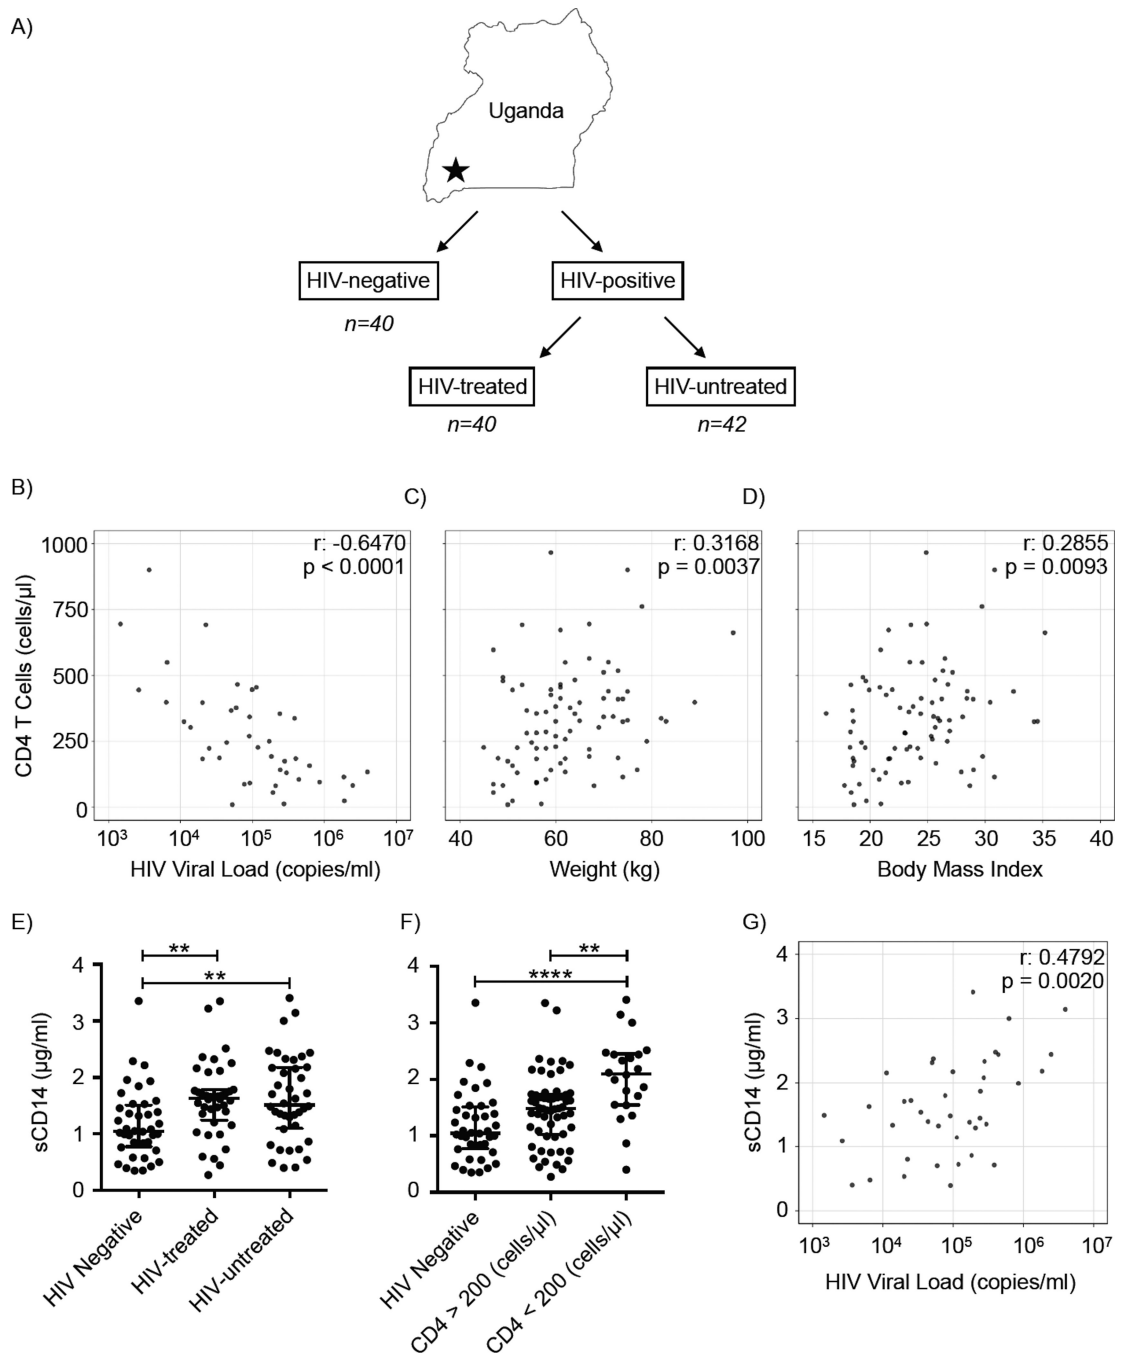 A)
Uganda
HIV-negative
HIV-positive
n=40
HIV-treated
HIV-untreated
n=40
n=42
B)
C)
D)
r: -0.6470
p < 0.0001
r: 0.3168
p = 0.0037
r: 0.2855
p = 0.0093
CD4 T Cells (cells/µl)
1000
750
500
250
0
10³ 10⁴ 10⁵ 10⁶ 10⁷
HIV Viral Load (copies/ml)
40 60 80 100
Weight (kg)
15 20 25 30 35 40
Body Mass Index
E)
**
**
sCD14 (µg/ml)
4
3
2
1
0
HIV Negative
HIV-treated
HIV-untreated
F)
**
****
4
3
2
1
0
HIV Negative
CD4 > 200 (cells/µl)
CD4 < 200 (cells/µl)
G)
r: 0.4792
p = 0.0020
sCD14 (µg/ml)
4
3
2
1
0
10³ 10⁴ 10⁵ 10⁶ 10⁷
HIV Viral Load (copies/ml)